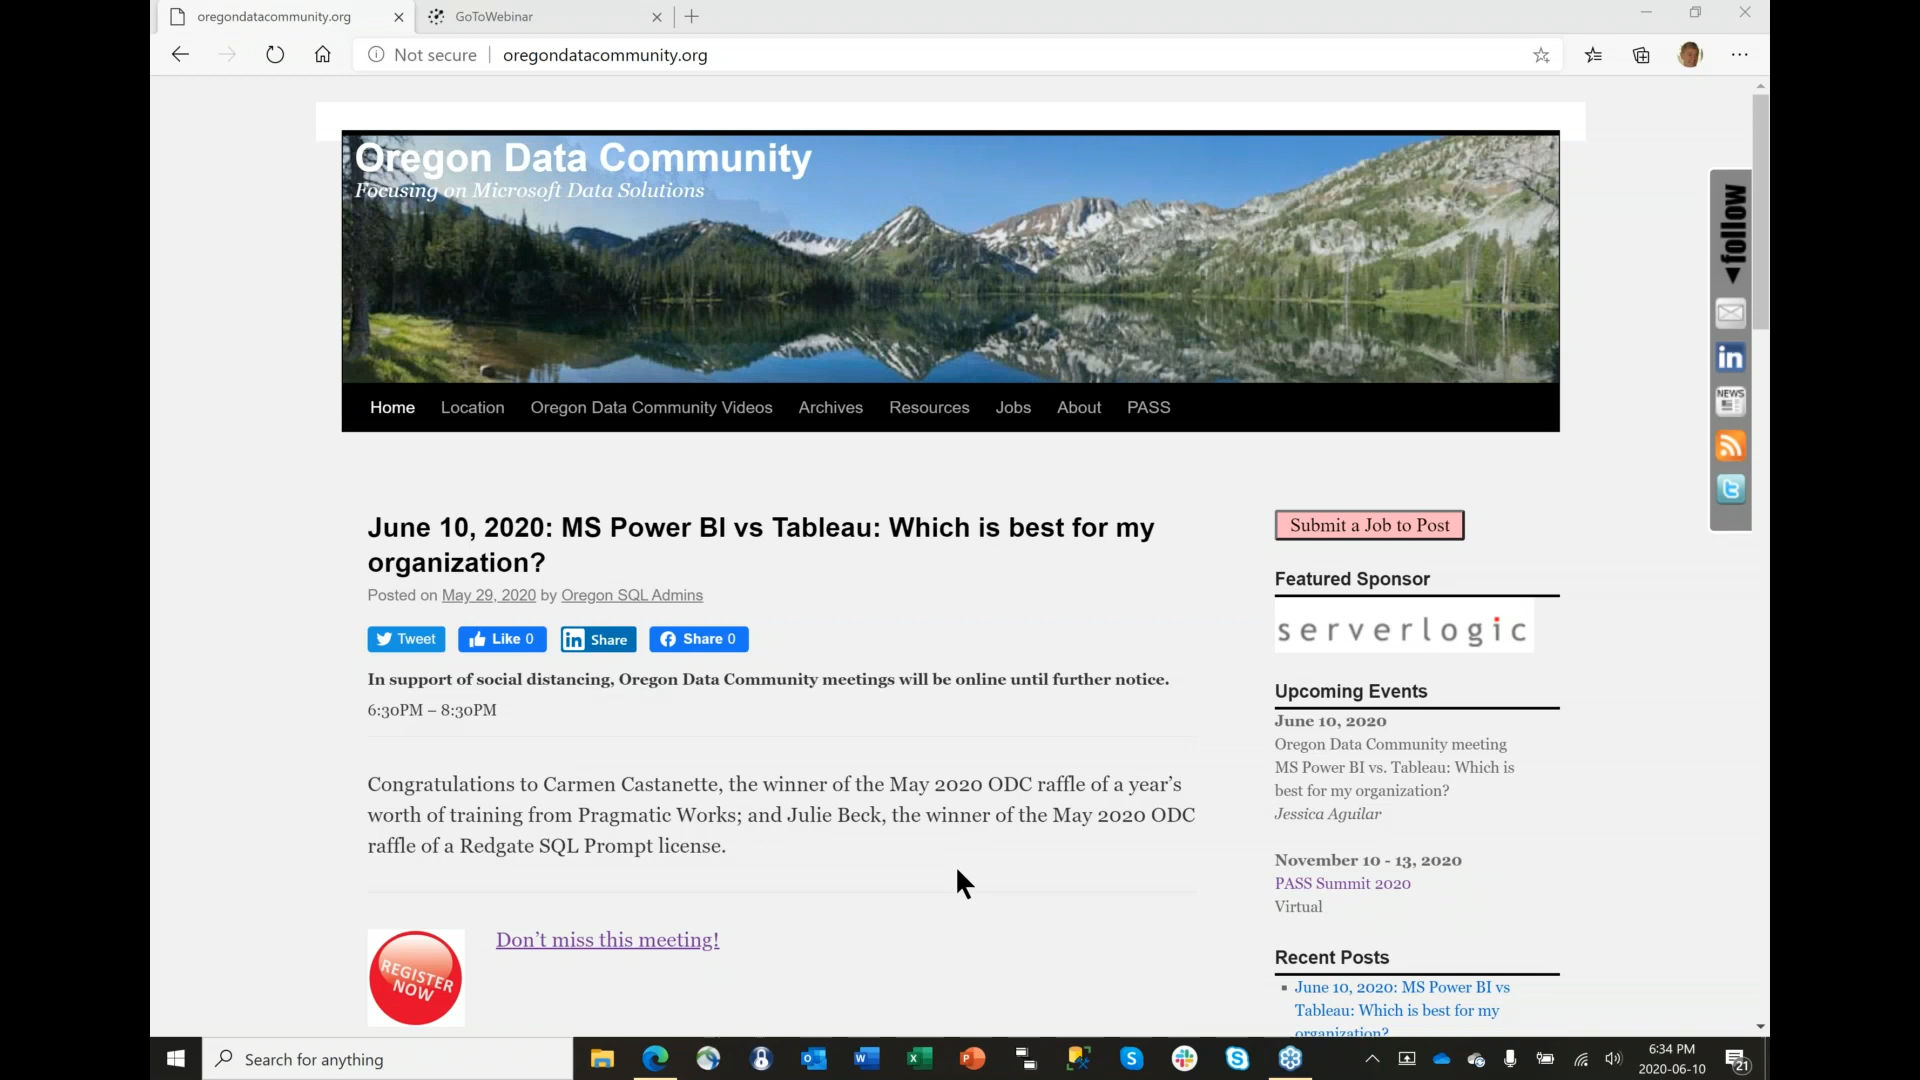 oregondatacommunity.org
GoToWebinar
Not secure
oregondatacommunity.org
Oregon Data Community
Focusing on Microsoft Data Solutions
Home Location Oregon Data Community Videos Archives Resources Jobs About PASS
follow
NEWS
June 10, 2020: MS Power BI vs Tableau: Which is best for my
organization?
Posted on May 29, 2020 by Oregon SQL Admins
Tweet
Like 0
Share
Share 0
In support of social distancing, Oregon Data Community meetings will be online until further notice.
6:30PM – 8:30PM
Congratulations to Carmen Castanette, the winner of the May 2020 ODC raffle of a year’s
worth of training from Pragmatic Works; and Julie Beck, the winner of the May 2020 ODC
raffle of a Redgate SQL Prompt license.
REGISTER
NOW
Don’t miss this meeting!
Submit a Job to Post
Featured Sponsor
serverlogic
Upcoming Events
June 10, 2020
Oregon Data Community meeting
MS Power BI vs. Tableau: Which is
best for my organization?
Jessica Aguilar
November 10 - 13, 2020
PASS Summit 2020
Virtual
Recent Posts
June 10, 2020: MS Power BI vs
Tableau: Which is best for my
organization?
Search for anything
6:34 PM
2020-06-10
21